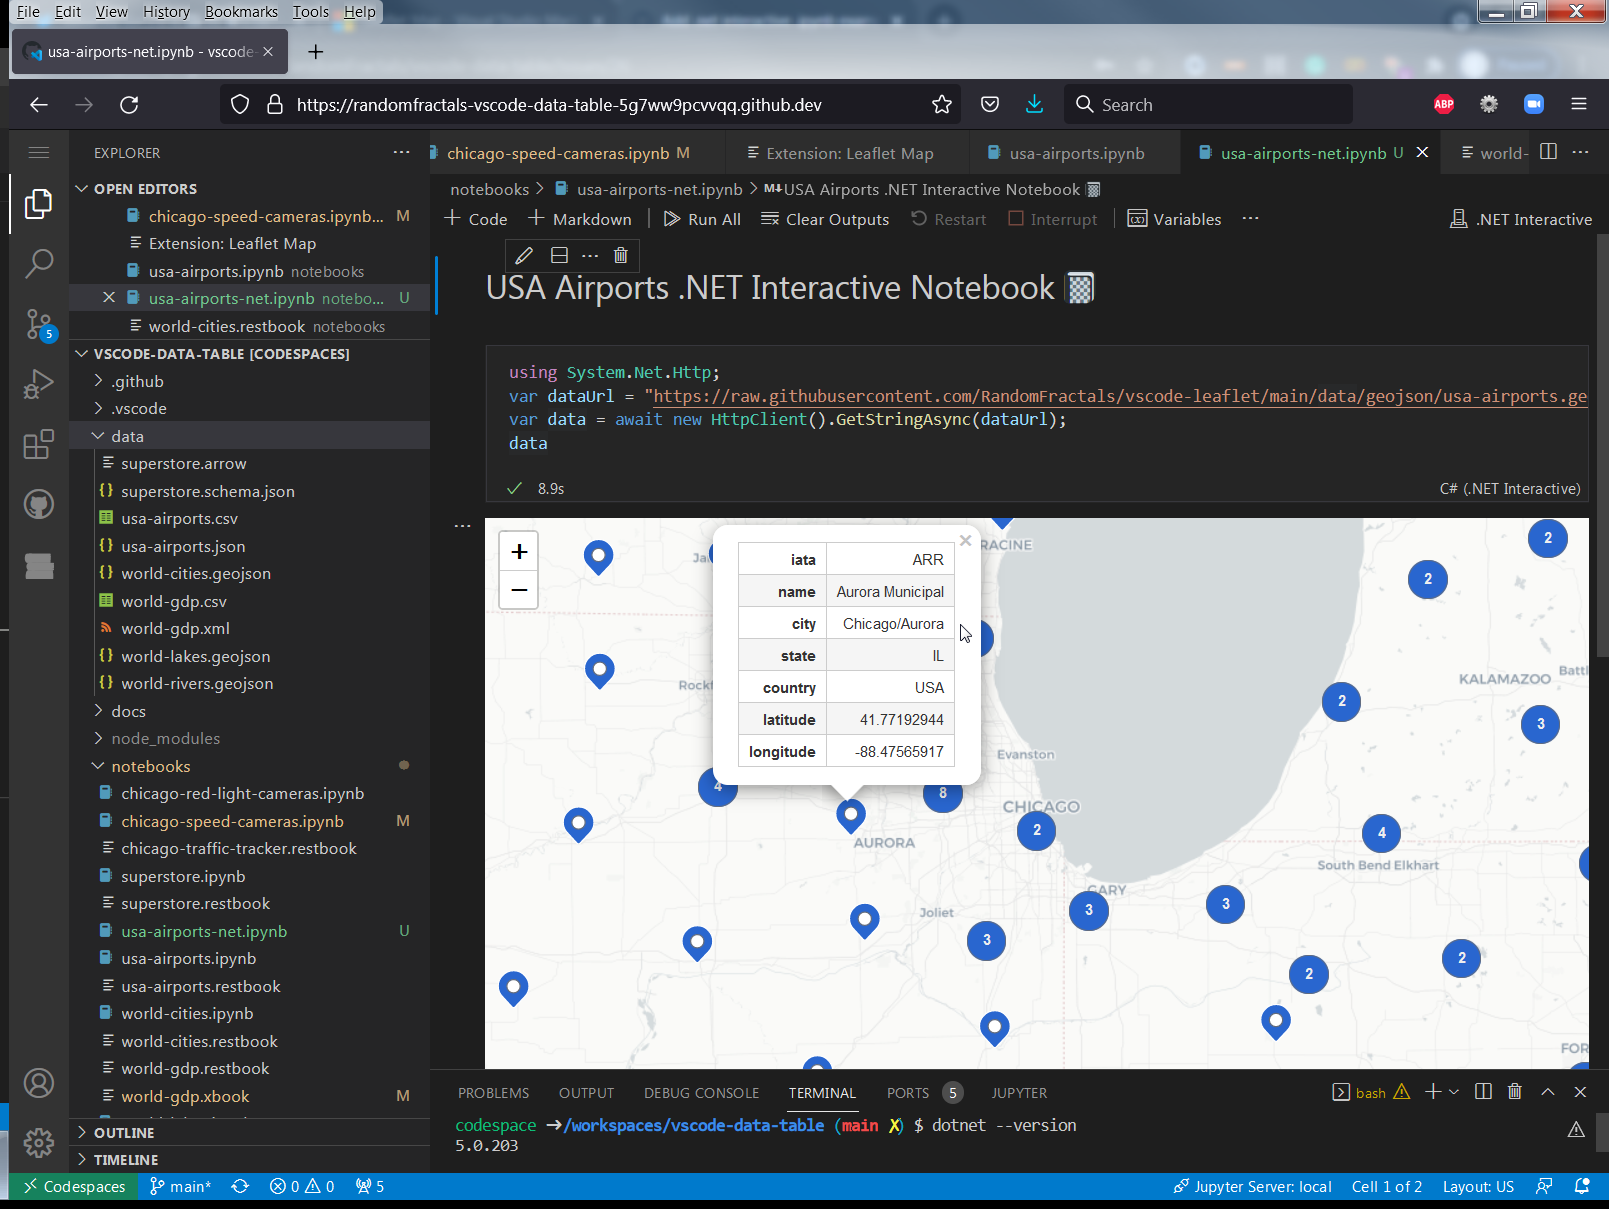 File Edit View History Bookmarks Tools Help
usa-airports-net.ipynb - vscode-
https://randomfractals-vscode-data-table-5g7ww9pcvvqq.github.dev
Search
ABP
EXPLORER
chicago-speed-cameras.ipynb M
Extension: Leaflet Map
usa-airports.ipynb
usa-airports-net.ipynb U
world-
OPEN EDITORS
notebooks > usa-airports-net.ipynb > M↓USA Airports .NET Interactive Notebook
chicago-speed-cameras.ipynb... M
+ Code + Markdown Run All Clear Outputs Restart Interrupt Variables ... .NET Interactive
Extension: Leaflet Map
usa-airports.ipynb notebooks
usa-airports-net.ipynb notebo... U
world-cities.restbook notebooks
USA Airports .NET Interactive Notebook
5
VSCODE-DATA-TABLE [CODESPACES]
.github
.vscode
data
superstore.arrow
superstore.schema.json
usa-airports.csv
usa-airports.json
world-cities.geojson
world-gdp.csv
world-gdp.xml
world-lakes.geojson
world-rivers.geojson
docs
node_modules
notebooks
chicago-red-light-cameras.ipynb
chicago-speed-cameras.ipynb M
chicago-traffic-tracker.restbook
superstore.ipynb
superstore.restbook
usa-airports-net.ipynb U
usa-airports.ipynb
usa-airports.restbook
world-cities.ipynb
world-cities.restbook
world-gdp.restbook
world-gdp.xbook M
OUTLINE
TIMELINE
using System.Net.Http;
var dataUrl = "https://raw.githubusercontent.com/RandomFractals/vscode-leaflet/main/data/geojson/usa-airports.ge
var data = await new HttpClient().GetStringAsync(dataUrl);
data
8.9s
C# (.NET Interactive)
+
−
iata ARR
name Aurora Municipal
city Chicago/Aurora
state IL
country USA
latitude 41.77192944
longitude -88.47565917
×
RACINE
Ja
2
2
Rockf
KALAMAZOO
Battl
2
3
Evanston
4
8
CHICAGO
2
AURORA
4
South Bend Elkhart
GARY
3
3
Joliet
3
2
2
FOR
PROBLEMS OUTPUT DEBUG CONSOLE TERMINAL PORTS 5 JUPYTER
bash
codespace →/workspaces/vscode-data-table (main ✗) $ dotnet --version
5.0.203
Codespaces main* 0 0 5
Jupyter Server: local Cell 1 of 2 Layout: US